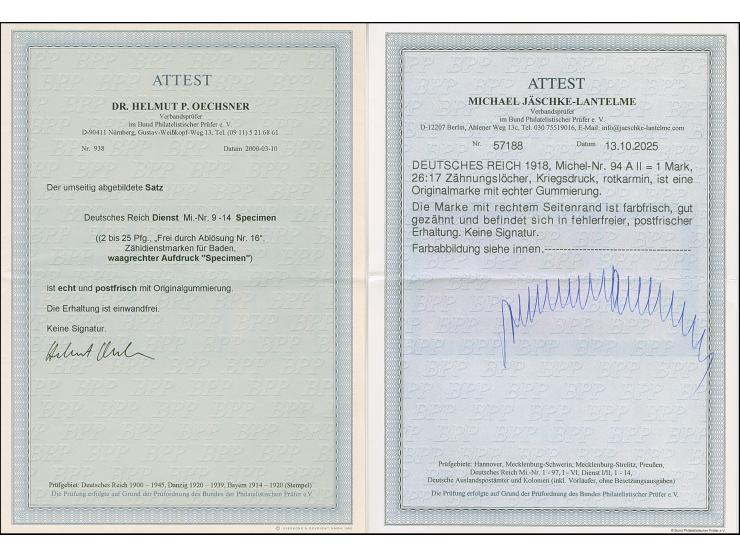 ATTEST
DR. HELMUT P. OECHSNER
Verbandsprüfer
im Bund Philatelistischer Prüfer e. V.
D-90411 Nürnberg, Gustav-Weißkopf-Weg 13, Tel. (09 11) 5 21 68 61
Nr. 938 Datum 2000-03-10
Der umseitig abgebildete Satz
Deutsches Reich Dienst Mi.-Nr. 9 -14 Specimen
((2 bis 25 Pfg., „Frei durch Ablösung Nr. 16“,
Zähldienstmarken für Baden,
waagrechter Aufdruck "Specimen")
ist echt und postfrisch mit Originalgummierung.
Die Erhaltung ist einwandfrei.
Keine Signatur.
Prüfgebiet: Deutsches Reich 1900 – 1945, Danzig 1920 – 1939, Bayern 1914 – 1920 (Stempel)
Die Prüfung erfolgte auf Grund der Prüfordnung des Bundes der Philatelistischen Prüfer e.V.
ATTEST
MICHAEL JÄSCHKE-LANTELME
Verbandsprüfer
im Bund Philatelistischer Prüfer e. V.
D-12207 Berlin, Ahlener Weg 13c, Tel. 030 75519016, E-Mail: info@jaeschke-lantelme.com
Nr. 57188 Datum 13.10.2025
DEUTSCHES REICH 1918, Michel-Nr. 94 A II = 1 Mark,
26:17 Zähnungslöcher, Kriegsdruck, rotkarmin, ist eine
Originalmarke mit echter Gummierung.
Die Marke mit rechtem Seitenrand ist farbfrisch, gut
gezähnt und befindet sich in fehlerfreier, postfrischer
Erhaltung. Keine Signatur.
Farbabbildung siehe innen.
Prüfgebiete: Hannover, Mecklenburg-Schwerin, Mecklenburg-Strelitz, Preußen,
Deutsches Reich Mi.-Nr. 1 - 97, I - VI, Dienst I/II, 1 - 14,
Deutsche Auslandspostämter und Kolonien (inkl. Vorläufer, ohne Besetzungsausgaben)
Die Prüfung erfolgt auf Grund der Prüfordnung des Bundes Philatelistischer Prüfer e.V.
© Bund Philatelistischer Prüfer e.V.